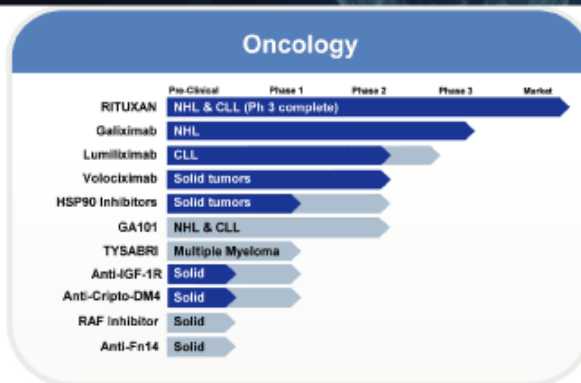 Oncology
Pre-Clinical Phase 1 Phase 2 Phase 3 Market
RITUXAN NHL & CLL (Ph 3 complete)
Galiximab NHL
Lumiliximab CLL
Volociximab Solid tumors
HSP90 Inhibitors Solid tumors
GA101 NHL & CLL
TYSABRI Multiple Myeloma
Anti-IGF-1R Solid
Anti-Cripto-DM4 Solid
RAF Inhibitor Solid
Anti-Fn14 Solid